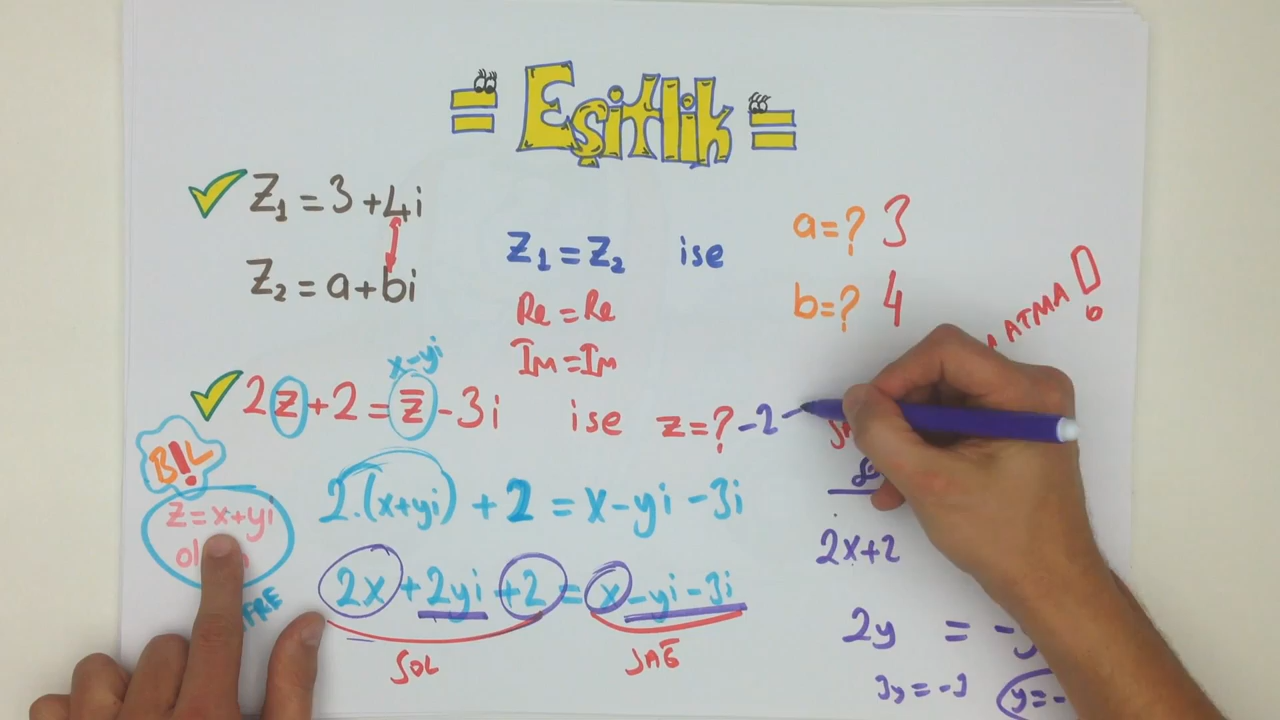 = Eşitlik =
Z₁ = 3 + 4i
Z₂ = a + bi
Z₁ = Z₂ ise
Re = Re
Im = Im
a = ? 3
b = ? 4
ATMA !
x - yi
2z + 2 = z̄ - 3i ise z = ? -2 -
B!L
z = x + yi
2.(x+yi) + 2 = x - yi - 3i
2x + 2yi + 2 = x - yi - 3i
SOL SAĞ
2x+2
2y = -y
3y = -3 y = -